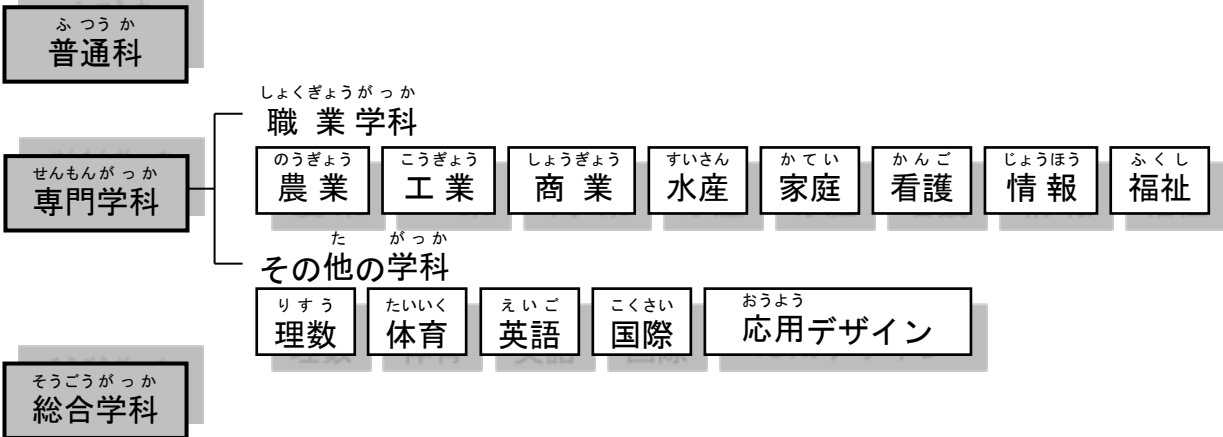 ふつうか
普通科
しょくぎょうがっか
職業学科
せんもんがっか
専門学科
のうぎょう こうぎょう しょうぎょう すいさん かてい かんご じょうほう ふくし
農業 工業 商業 水産 家庭 看護 情報 福祉
た がっか
その他の学科
りすう たいいく えいご こくさい おうよう
理数 体育 英語 国際 応用デザイン
そうごうがっか
総合学科